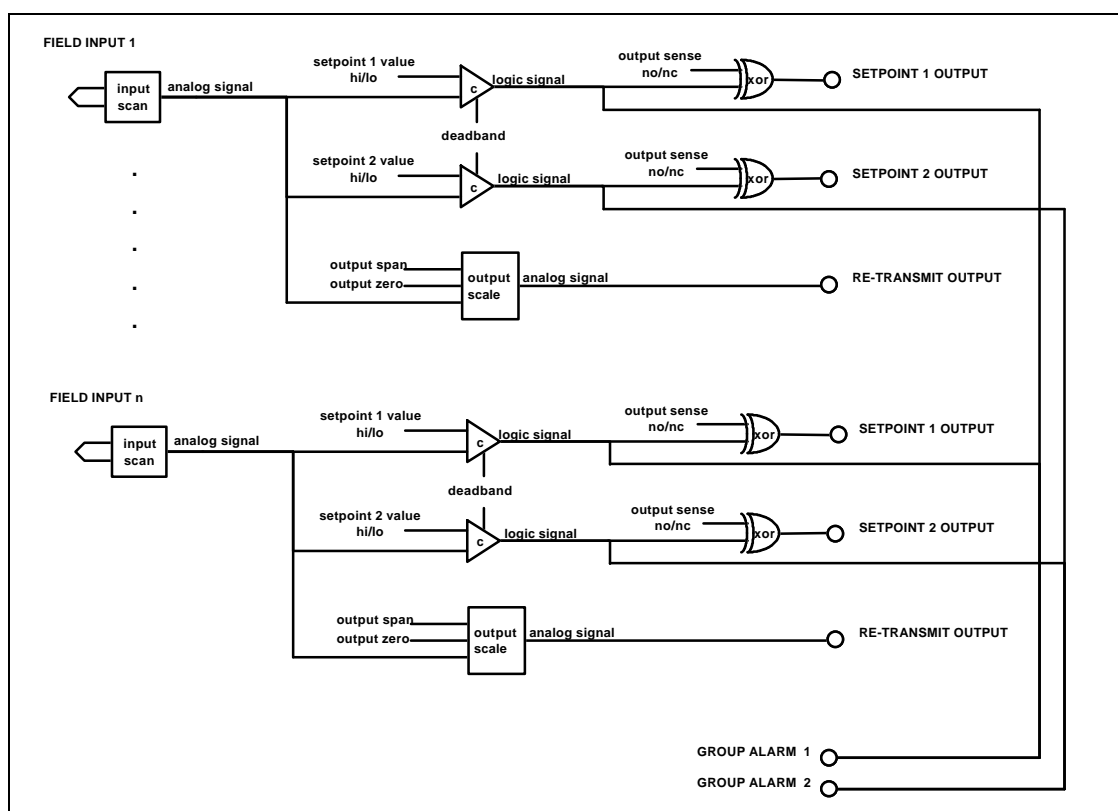 FIELD INPUT 1
input
scan
analog signal
setpoint 1 value
hi/lo
c
logic signal
output sense
no/nc
xor
SETPOINT 1 OUTPUT
deadband
setpoint 2 value
hi/lo
c
logic signal
output sense
no/nc
xor
SETPOINT 2 OUTPUT
output span
output zero
output
scale
analog signal
RE-TRANSMIT OUTPUT
FIELD INPUT n
input
scan
analog signal
setpoint 1 value
hi/lo
c
logic signal
output sense
no/nc
xor
SETPOINT 1 OUTPUT
deadband
setpoint 2 value
hi/lo
c
logic signal
output sense
no/nc
xor
SETPOINT 2 OUTPUT
output span
output zero
output
scale
analog signal
RE-TRANSMIT OUTPUT
GROUP ALARM 1
GROUP ALARM 2